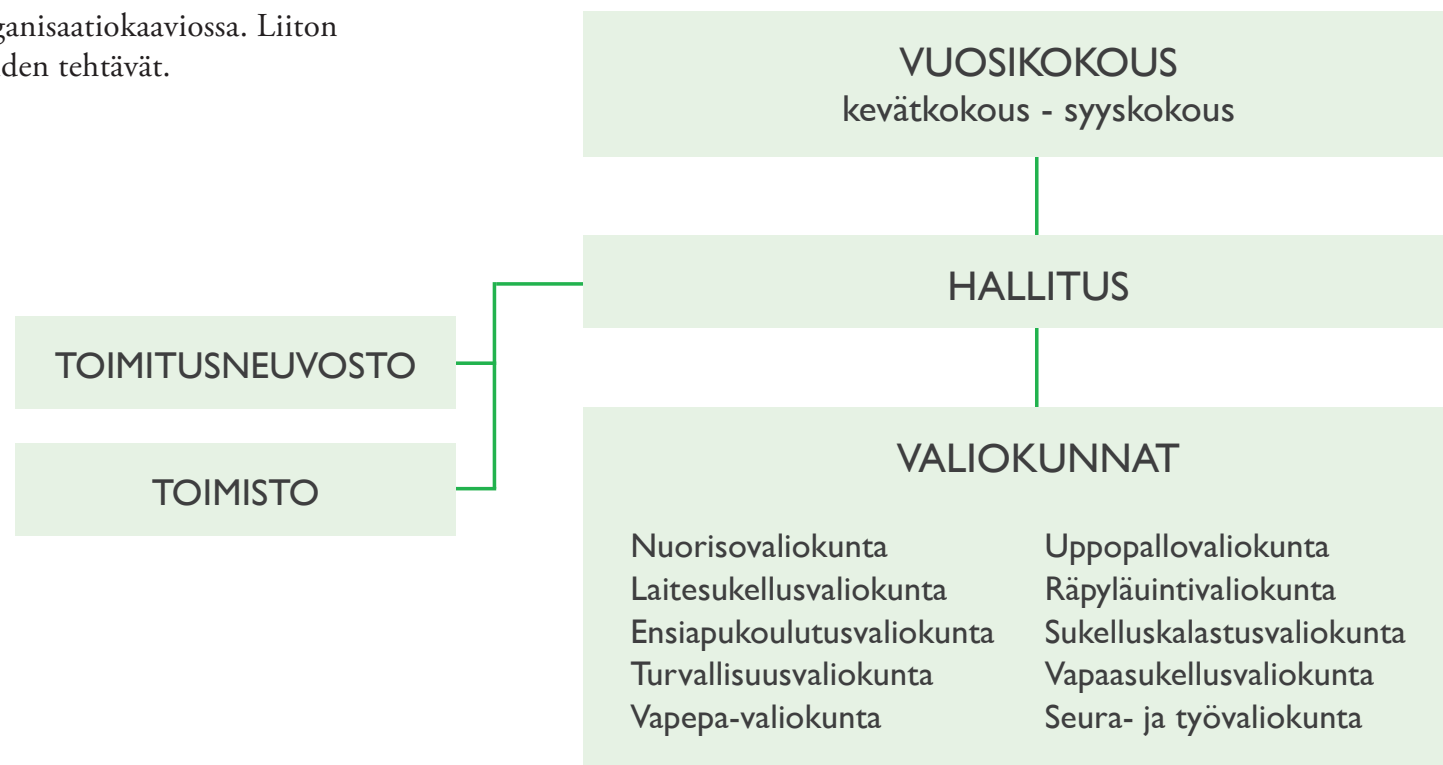 ganisaatiokaaviossa. Liiton
iden tehtävät.
VUOSIKOKOUS
kevätkokous - syyskokous
HALLITUS
TOIMITUSNEUVOSTO
TOIMISTO
VALIOKUNNAT
Nuorisovaliokunta
Laitesukellusvaliokunta
Ensiapukoulutusvaliokunta
Turvallisuusvaliokunta
Vapepa-valiokunta
Uppopallovaliokunta
Räpyläuintivaliokunta
Sukelluskalastusvaliokunta
Vapaasukellusvaliokunta
Seura- ja työvaliokunta